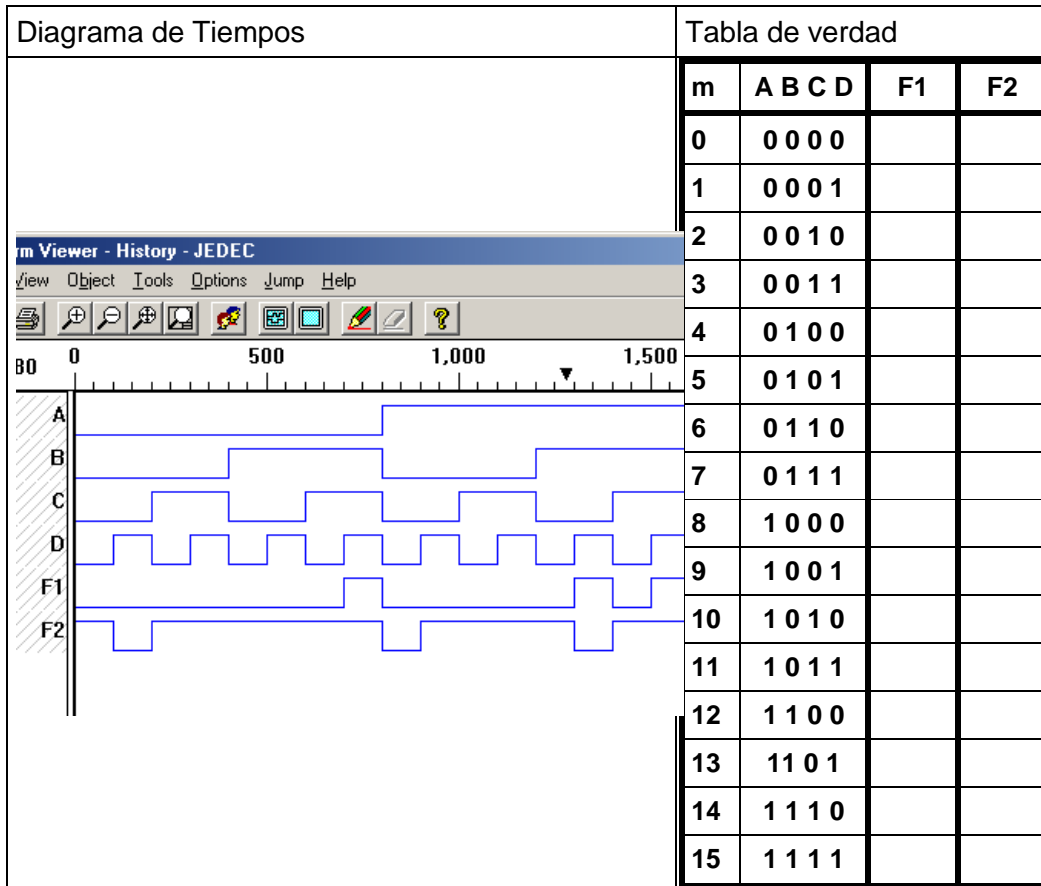 Diagrama de Tiempos
Tabla de verdad
m A B C D F1 F2
0 0 0 0 0
1 0 0 0 1
2 0 0 1 0
3 0 0 1 1
4 0 1 0 0
5 0 1 0 1
6 0 1 1 0
7 0 1 1 1
8 1 0 0 0
9 1 0 0 1
10 1 0 1 0
11 1 0 1 1
12 1 1 0 0
13 11 0 1
14 1 1 1 0
15 1 1 1 1
rm Viewer - History - JEDEC
View Object Tools Options Jump Help
80 0 500 1,000 1,500
A
B
C
D
F1
F2